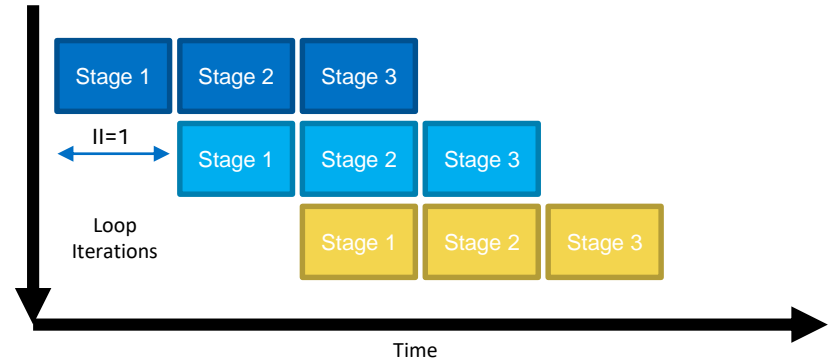 Stage 1 Stage 2 Stage 3
II=1
Stage 1 Stage 2 Stage 3
Loop
Iterations
Stage 1 Stage 2 Stage 3
Time